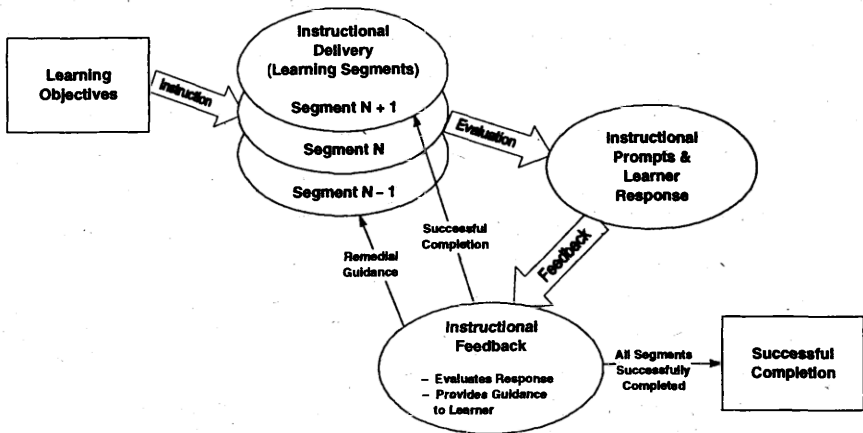 Learning
Objectives
Instruction
Instructional
Delivery
(Learning Segments)
Segment N + 1
Segment N
Segment N – 1
Evaluation
Instructional
Prompts &
Learner
Response
Feedback
Successful
Completion
Remedial
Guidance
Instructional
Feedback
– Evaluates Response
– Provides Guidance
to Learner
All Segments
Successfully
Completed
Successful
Completion